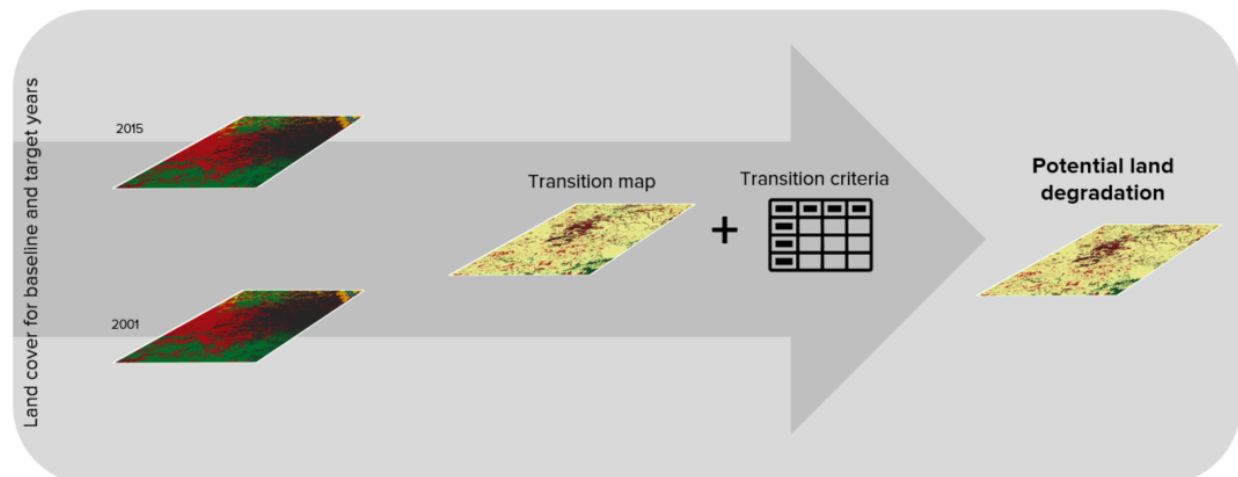 Land cover for baseline and target years
2015
2001
Transition map
+
Transition criteria
Potential land
degradation